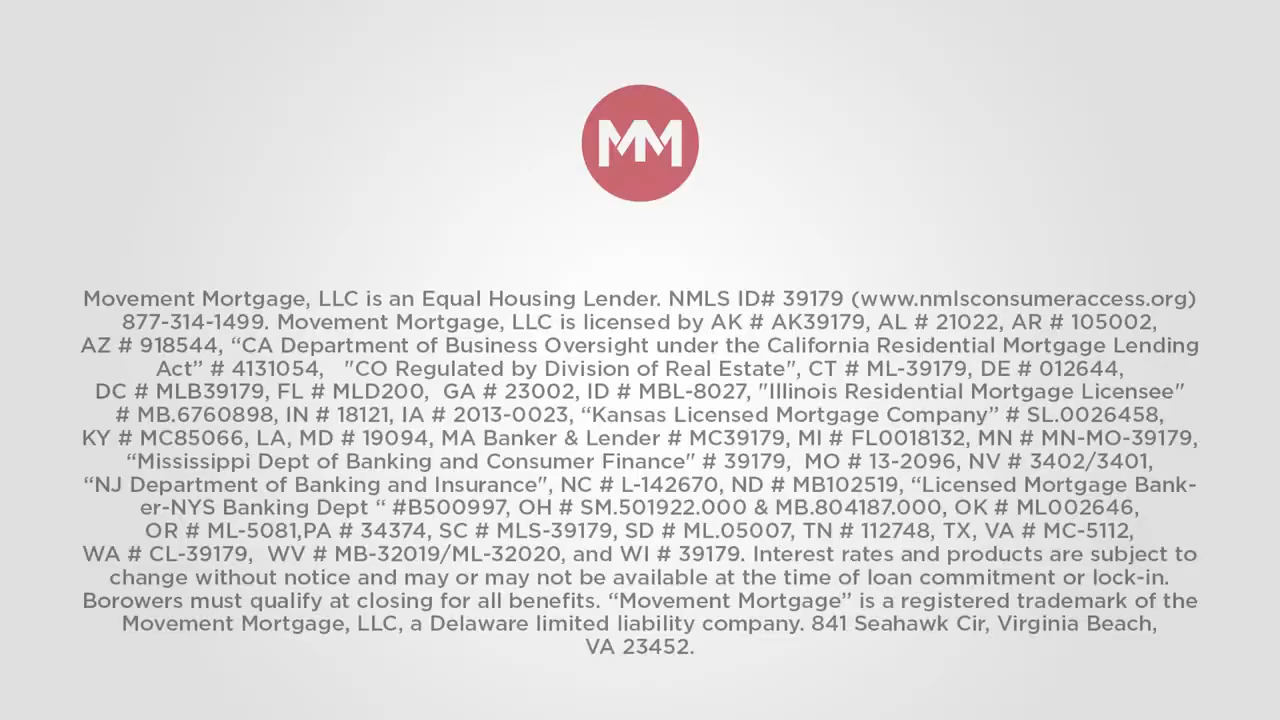 MM
Movement Mortgage, LLC is an Equal Housing Lender. NMLS ID# 39179 (www.nmlsconsumeraccess.org)
877-314-1499. Movement Mortgage, LLC is licensed by AK # AK39179, AL # 21022, AR # 105002,
AZ # 918544, “CA Department of Business Oversight under the California Residential Mortgage Lending
Act” # 4131054,   "CO Regulated by Division of Real Estate", CT # ML-39179, DE # 012644,
DC # MLB39179, FL # MLD200,  GA # 23002, ID # MBL-8027, "Illinois Residential Mortgage Licensee"
# MB.6760898, IN # 18121, IA # 2013-0023, “Kansas Licensed Mortgage Company” # SL.0026458,
KY # MC85066, LA, MD # 19094, MA Banker & Lender # MC39179, MI # FL0018132, MN # MN-MO-39179,
“Mississippi Dept of Banking and Consumer Finance" # 39179,  MO # 13-2096, NV # 3402/3401,
“NJ Department of Banking and Insurance", NC # L-142670, ND # MB102519, “Licensed Mortgage Bank-
er-NYS Banking Dept “ #B500997, OH # SM.501922.000 & MB.804187.000, OK # ML002646,
OR # ML-5081,PA # 34374, SC # MLS-39179, SD # ML.05007, TN # 112748, TX, VA # MC-5112,
WA # CL-39179,  WV # MB-32019/ML-32020, and WI # 39179. Interest rates and products are subject to
change without notice and may or may not be available at the time of loan commitment or lock-in.
Borowers must qualify at closing for all benefits. “Movement Mortgage” is a registered trademark of the
Movement Mortgage, LLC, a Delaware limited liability company. 841 Seahawk Cir, Virginia Beach,
VA 23452.